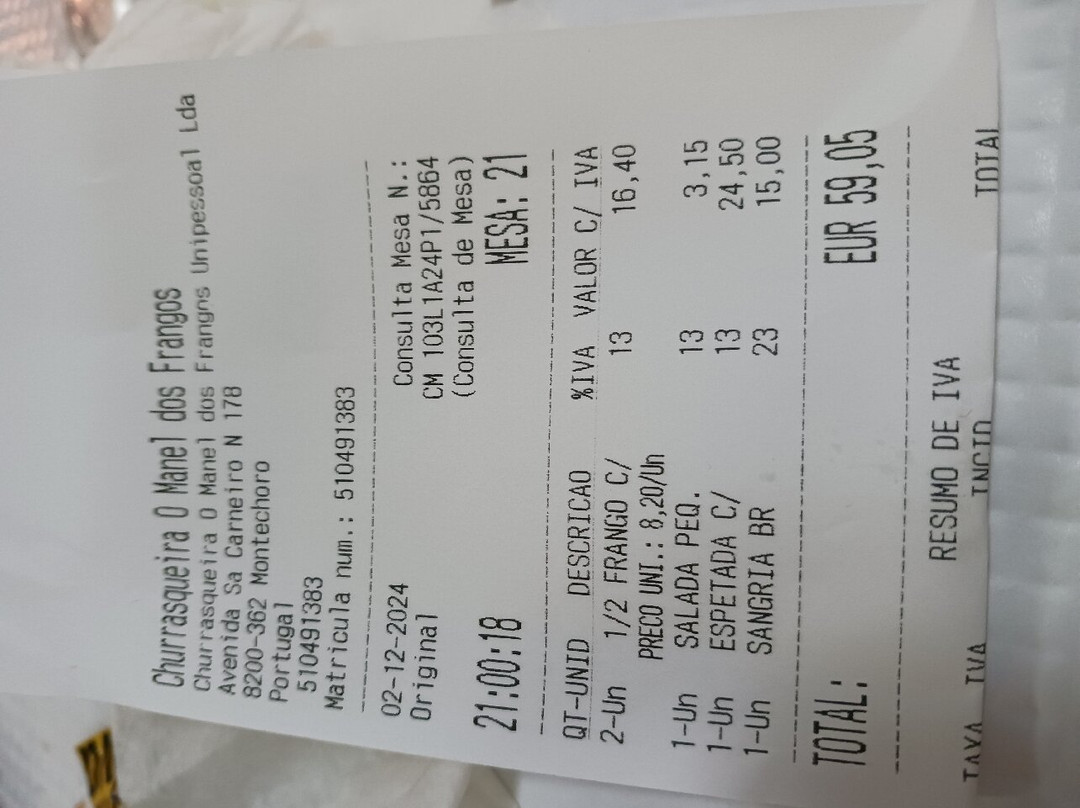 Churrasqueira O Manel dos Frangos
Churrasqueira O Manel dos Frangns Unipessoal Lda
Avenida Sa Carneiro N 178
8200-362 Montechoro
Portugal
510491383
Matricula num.: 510491383
Consulta Mesa N.:
02-12-2024 CM 103L1A24P1/5864
Original (Consulta de Mesa)
21:00:18 MESA: 21
QT-UNID DESCRICAO %IVA VALOR C/ IVA
2-Un 1/2 FRANGO C/ 13 16,40
PRECO UNI.: 8,20/Un
1-Un SALADA PEQ. 13 3,15
1-Un ESPETADA C/ 13 24,50
1-Un SANGRIA BR 23 15,00
TOTAL: EUR 59,05
RESUMO DE IVA
TAXA IVA INCID TOTAL